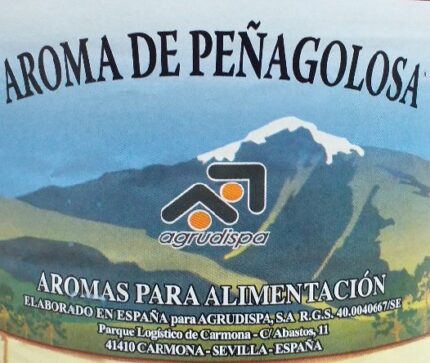 AROMA DE PEÑAGOLOSA
agrudispa
AROMAS PARA ALIMENTACIÓN
ELABORADO EN ESPAÑA para AGRUDISPA, S.A R.G.S. 40.0040667/SE
Parque Logístico de Carmona - C/Abastos, 11
41410 CARMONA - SEVILLA - ESPAÑA